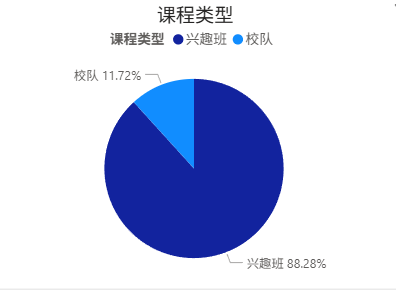 课程类型
课程类型 兴趣班 校队
校队 11.72%
兴趣班 88.28%